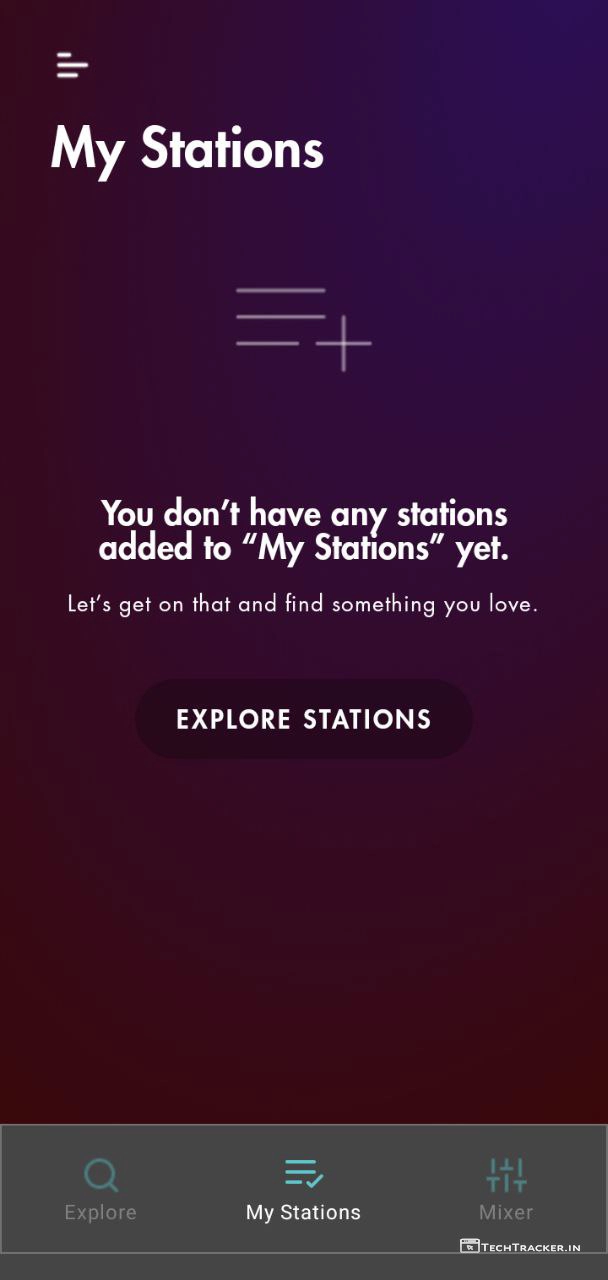 My Stations
You don’t have any stations
added to “My Stations” yet.
Let’s get on that and find something you love.
EXPLORE STATIONS
Explore
My Stations
Mixer
TECHTRACKER.IN